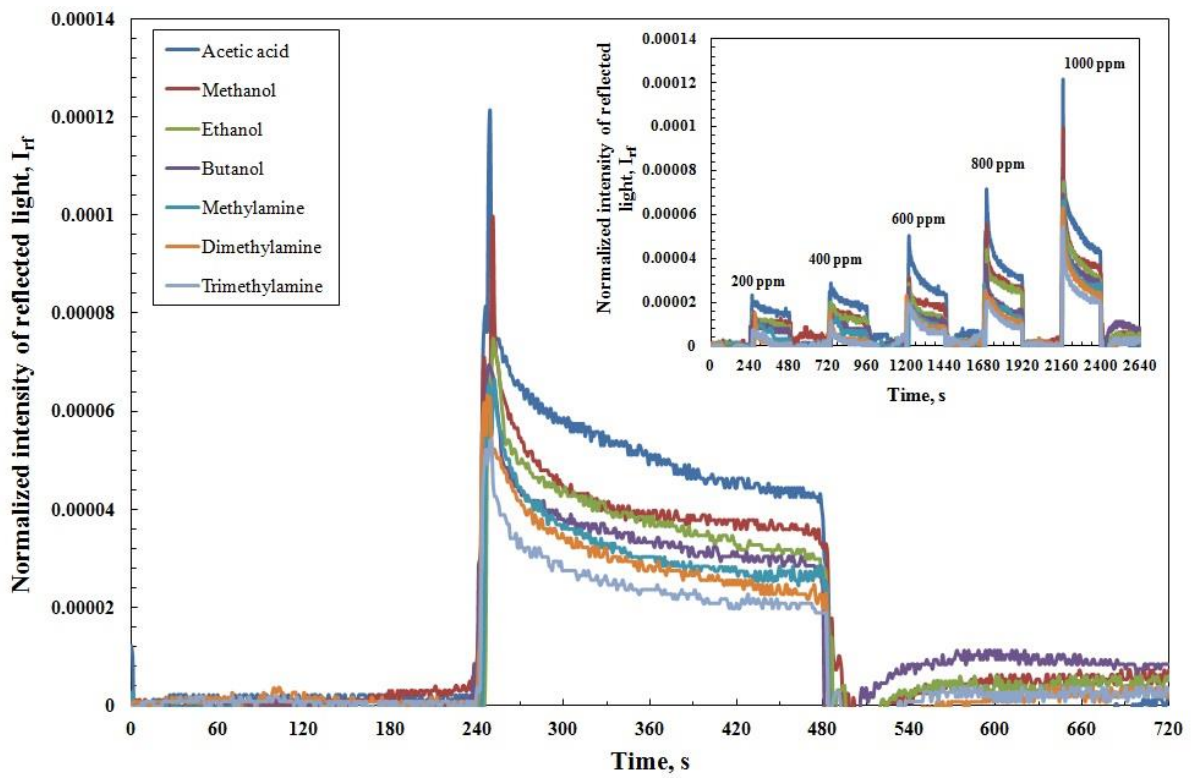 0.00014
0.00012
0.0001
0.00008
0.00006
0.00004
0.00002
0
Normalized intensity of reflected light, Irf
Acetic acid
Methanol
Ethanol
Butanol
Methylamine
Dimethylamine
Trimethylamine
0 60 120 180 240 300 360 420 480 540 600 660 720
Time, s
0.00014
0.00012
0.0001
0.00008
0.00006
0.00004
0.00002
0
Normalized intensity of reflected
light, Irf
200 ppm
400 ppm
600 ppm
800 ppm
1000 ppm
0 240 480 720 960 1200 1440 1680 1920 2160 2400 2640
Time, s